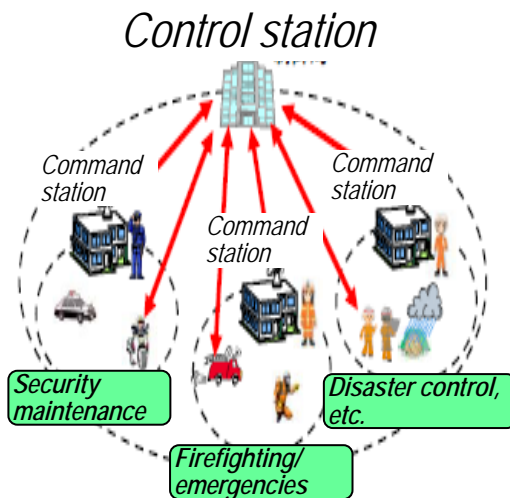 Control station
Command
station
Command
station
Command
station
Security
maintenance
Disaster control,
etc.
Firefighting/
emergencies